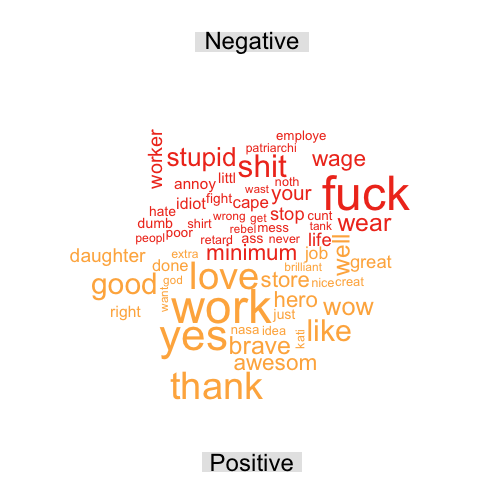 Negative
employe
patriarchi
worker
stupid shit wage
annoy littl wast noth your fuck
hate idiot fight cape
dumb shirt wrong get stop cunt wear
peopl poor rebel mess tank
retard ass never life
daughter extra minimum job well great
done god love brilliant
good want store nice creat
right work hero wow
yes nasa idea just kati like
brave
awesom
thank
Positive